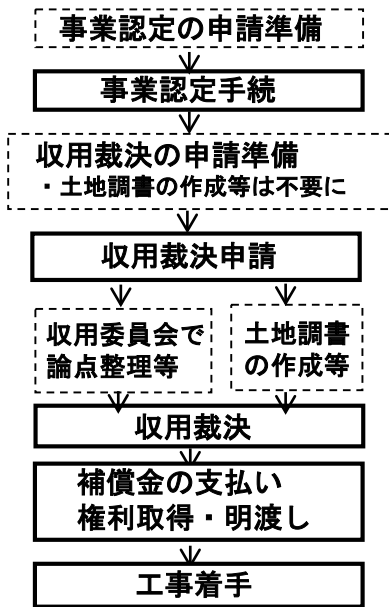 事業認定の申請準備
事業認定手続
収用裁決の申請準備
・土地調書の作成等は不要に
収用裁決申請
収用委員会で
論点整理等
土地調書
の作成等
収用裁決
補償金の支払い
権利取得・明渡し
工事着手